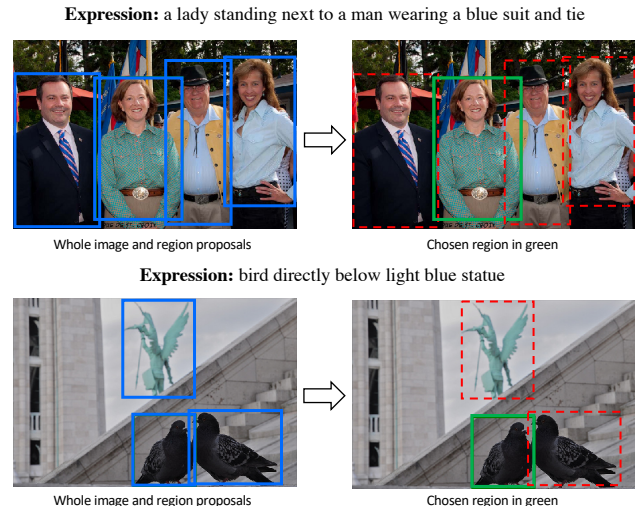 Expression: a lady standing next to a man wearing a blue suit and tie
Whole image and region proposals
Chosen region in green
Expression: bird directly below light blue statue
Whole image and region proposals
Chosen region in green